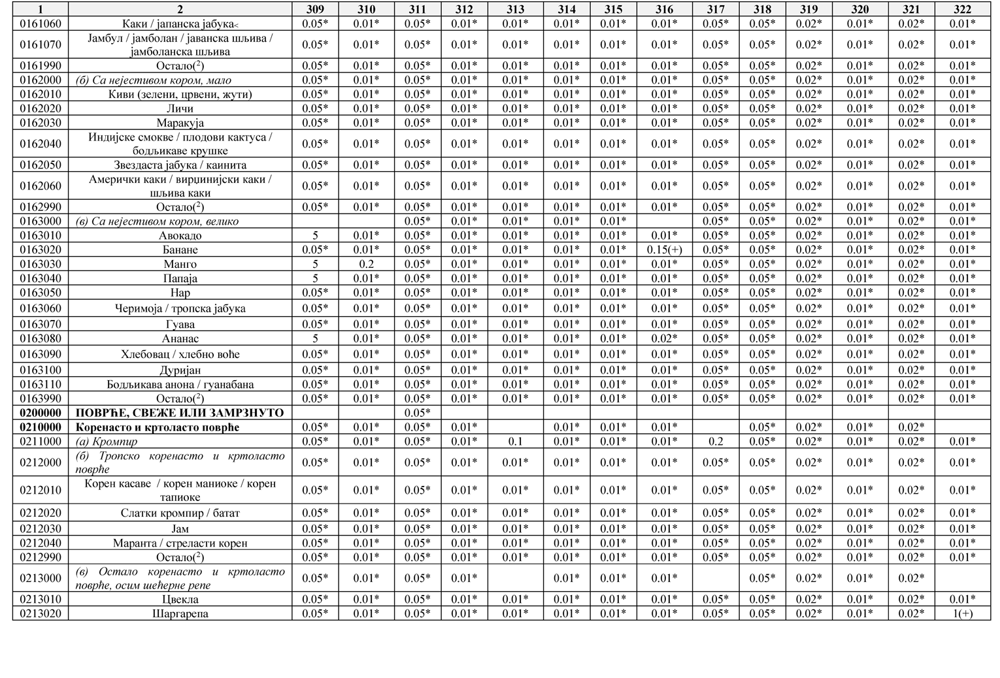 1 2 309 310 311 312 313 314 315 316 317 318 319 320 321 322
0161060 Каки / јапанска јабука< 0.05* 0.01* 0.05* 0.01* 0.01* 0.01* 0.01* 0.01* 0.05* 0.05* 0.02* 0.01* 0.02* 0.01*
Јамбул / јамболан / јаванска шљива /
0161070 0.05* 0.01* 0.05* 0.01* 0.01* 0.01* 0.01* 0.01* 0.05* 0.05* 0.02* 0.01* 0.02* 0.01*
јамболанска шљива
0161990 Остало(²) 0.05* 0.01* 0.05* 0.01* 0.01* 0.01* 0.01* 0.01* 0.05* 0.05* 0.02* 0.01* 0.02* 0.01*
0162000 (б) Са нејестивом кором, мало 0.05* 0.01* 0.05* 0.01* 0.01* 0.01* 0.01* 0.01* 0.05* 0.05* 0.02* 0.01* 0.02* 0.01*
0162010 Киви (зелени, црвени, жути) 0.05* 0.01* 0.05* 0.01* 0.01* 0.01* 0.01* 0.01* 0.05* 0.05* 0.02* 0.01* 0.02* 0.01*
0162020 Личи 0.05* 0.01* 0.05* 0.01* 0.01* 0.01* 0.01* 0.01* 0.05* 0.05* 0.02* 0.01* 0.02* 0.01*
0162030 Маракуја 0.05* 0.01* 0.05* 0.01* 0.01* 0.01* 0.01* 0.01* 0.05* 0.05* 0.02* 0.01* 0.02* 0.01*
Индијске смокве / плодови кактуса /
0162040 0.05* 0.01* 0.05* 0.01* 0.01* 0.01* 0.01* 0.01* 0.05* 0.05* 0.02* 0.01* 0.02* 0.01*
бодљикаве крушке
0162050 Звездаста јабука / каинита 0.05* 0.01* 0.05* 0.01* 0.01* 0.01* 0.01* 0.01* 0.05* 0.05* 0.02* 0.01* 0.02* 0.01*
Амерички каки / вирџинијски каки /
0162060 0.05* 0.01* 0.05* 0.01* 0.01* 0.01* 0.01* 0.01* 0.05* 0.05* 0.02* 0.01* 0.02* 0.01*
шљива каки
0162990 Остало(²) 0.05* 0.01* 0.05* 0.01* 0.01* 0.01* 0.01* 0.01* 0.05* 0.05* 0.02* 0.01* 0.02* 0.01*
0163000 (в) Са нејестивом кором, велико 0.05* 0.01* 0.01* 0.01* 0.01* 0.05* 0.05* 0.02* 0.01* 0.02* 0.01*
0163010 Авокадо 5 0.01* 0.05* 0.01* 0.01* 0.01* 0.01* 0.01* 0.05* 0.05* 0.02* 0.01* 0.02* 0.01*
0163020 Банане 0.05* 0.01* 0.05* 0.01* 0.01* 0.01* 0.01* 0.15(+) 0.05* 0.05* 0.02* 0.01* 0.02* 0.01*
0163030 Манго 5 0.2 0.05* 0.01* 0.01* 0.01* 0.01* 0.01* 0.05* 0.05* 0.02* 0.01* 0.02* 0.01*
0163040 Папаја 5 0.01* 0.05* 0.01* 0.01* 0.01* 0.01* 0.01* 0.05* 0.05* 0.02* 0.01* 0.02* 0.01*
0163050 Нар 0.05* 0.01* 0.05* 0.01* 0.01* 0.01* 0.01* 0.01* 0.05* 0.05* 0.02* 0.01* 0.02* 0.01*
0163060 Черимоја / тропска јабука 0.05* 0.01* 0.05* 0.01* 0.01* 0.01* 0.01* 0.01* 0.05* 0.05* 0.02* 0.01* 0.02* 0.01*
0163070 Гуава 0.05* 0.01* 0.05* 0.01* 0.01* 0.01* 0.01* 0.01* 0.05* 0.05* 0.02* 0.01* 0.02* 0.01*
0163080 Ананас 5 0.01* 0.05* 0.01* 0.01* 0.01* 0.01* 0.02* 0.05* 0.05* 0.02* 0.01* 0.02* 0.01*
0163090 Хлебовац / хлебно воће 0.05* 0.01* 0.05* 0.01* 0.01* 0.01* 0.01* 0.01* 0.05* 0.05* 0.02* 0.01* 0.02* 0.01*
0163100 Дуријан 0.05* 0.01* 0.05* 0.01* 0.01* 0.01* 0.01* 0.01* 0.05* 0.05* 0.02* 0.01* 0.02* 0.01*
0163110 Бодљикава анона / гуанабана 0.05* 0.01* 0.05* 0.01* 0.01* 0.01* 0.01* 0.01* 0.05* 0.05* 0.02* 0.01* 0.02* 0.01*
0163990 Остало(²) 0.05* 0.01* 0.05* 0.01* 0.01* 0.01* 0.01* 0.01* 0.05* 0.05* 0.02* 0.01* 0.02* 0.01*
0200000 ПОВРЋЕ, СВЕЖЕ ИЛИ ЗАМРЗНУТО 0.05*
0210000 Коренасто и кртоласто поврће 0.05* 0.01* 0.05* 0.01* 0.01* 0.01* 0.01* 0.05* 0.02* 0.01* 0.02*
0211000 (а) Кромпир 0.05* 0.01* 0.05* 0.01* 0.1 0.01* 0.01* 0.01* 0.2 0.05* 0.02* 0.01* 0.02* 0.01*
(б) Тропско коренасто и кртоласто
0212000 0.05* 0.01* 0.05* 0.01* 0.01* 0.01* 0.01* 0.01* 0.05* 0.05* 0.02* 0.01* 0.02* 0.01*
поврће
Корен касаве / корен маниоке / корен
0212010 0.05* 0.01* 0.05* 0.01* 0.01* 0.01* 0.01* 0.01* 0.05* 0.05* 0.02* 0.01* 0.02* 0.01*
тапиоке
0212020 Слатки кромпир / батат 0.05* 0.01* 0.05* 0.01* 0.01* 0.01* 0.01* 0.01* 0.05* 0.05* 0.02* 0.01* 0.02* 0.01*
0212030 Јам 0.05* 0.01* 0.05* 0.01* 0.01* 0.01* 0.01* 0.01* 0.05* 0.05* 0.02* 0.01* 0.02* 0.01*
0212040 Маранта / стреласти корен 0.05* 0.01* 0.05* 0.01* 0.01* 0.01* 0.01* 0.01* 0.05* 0.05* 0.02* 0.01* 0.02* 0.01*
0212990 Остало(²) 0.05* 0.01* 0.05* 0.01* 0.01* 0.01* 0.01* 0.01* 0.05* 0.05* 0.02* 0.01* 0.02* 0.01*
(в) Остало коренасто и кртоласто
0213000 0.05* 0.01* 0.05* 0.01* 0.01* 0.01* 0.01* 0.05* 0.02* 0.01* 0.02*
поврће, осим шећерне репе
0213010 Цвекла 0.05* 0.01* 0.05* 0.01* 0.01* 0.01* 0.01* 0.01* 0.05* 0.05* 0.02* 0.01* 0.02* 0.01*
0213020 Шаргарепа 0.05* 0.01* 0.05* 0.01* 0.01* 0.01* 0.01* 0.01* 0.05* 0.05* 0.02* 0.01* 0.02* 1(+)